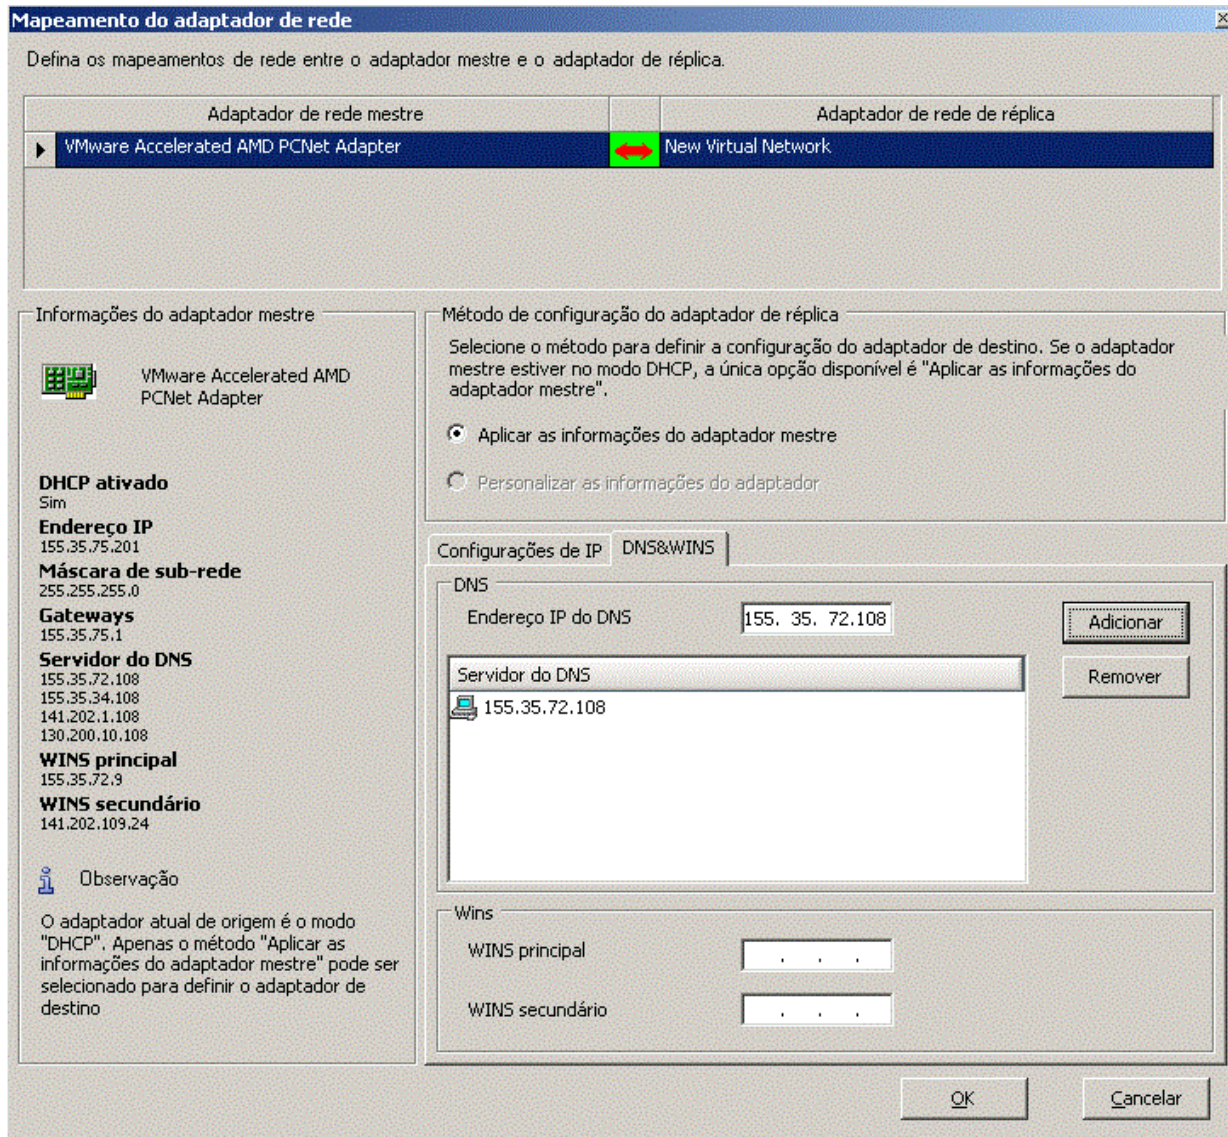 Mapeamento do adaptador de rede
Defina os mapeamentos de rede entre o adaptador mestre e o adaptador de réplica.
Adaptador de rede mestre
Adaptador de rede de réplica
VMware Accelerated AMD PCNet Adapter
New Virtual Network
Informações do adaptador mestre
VMware Accelerated AMD
PCNet Adapter
DHCP ativado
Sim
Endereço IP
155.35.75.201
Máscara de sub-rede
255.255.255.0
Gateways
155.35.75.1
Servidor do DNS
155.35.72.108
155.35.34.108
141.202.1.108
130.200.10.108
WINS principal
155.35.72.9
WINS secundário
141.202.109.24
Observação
O adaptador atual de origem é o modo
"DHCP". Apenas o método "Aplicar as
informações do adaptador mestre" pode ser
selecionado para definir o adaptador de
destino
Método de configuração do adaptador de réplica
Selecione o método para definir a configuração do adaptador de destino. Se o adaptador
mestre estiver no modo DHCP, a única opção disponível é "Aplicar as informações do
adaptador mestre".
Aplicar as informações do adaptador mestre
Personalizar as informações do adaptador
Configurações de IP
DNS&WINS
DNS
Endereço IP do DNS
155. 35. 72.108
Adicionar
Servidor do DNS
Remover
155.35.72.108
Wins
WINS principal
. . .
WINS secundário
. . .
OK
Cancelar